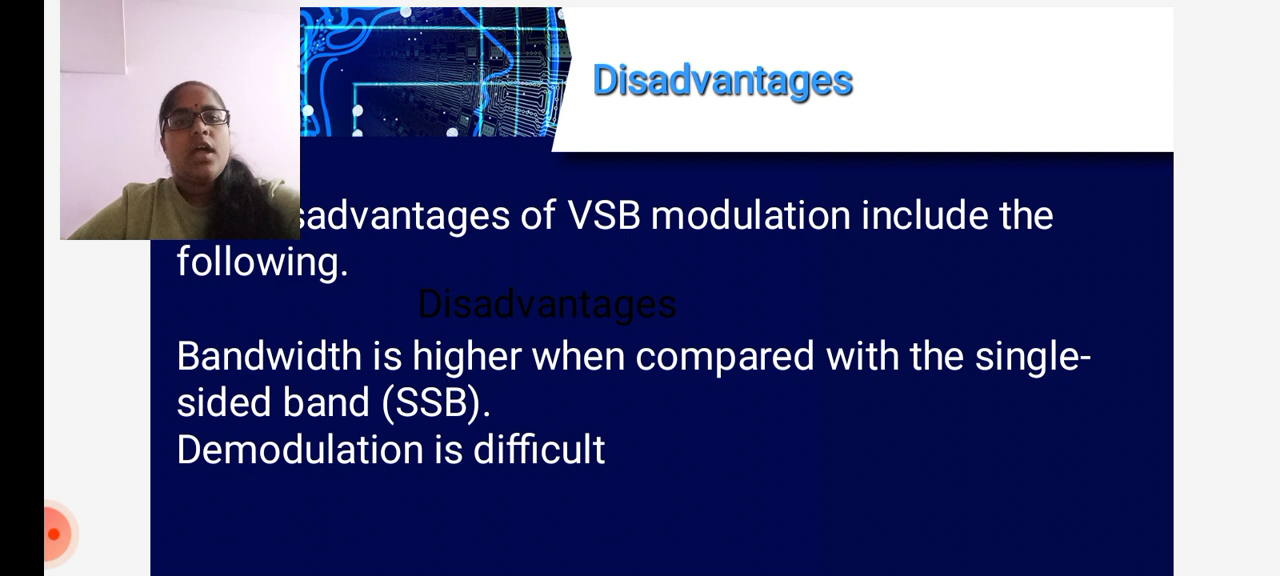 Disadvantages
sadvantages of VSB modulation include the
following.
Disadvantages
Bandwidth is higher when compared with the single-
sided band (SSB).
Demodulation is difficult